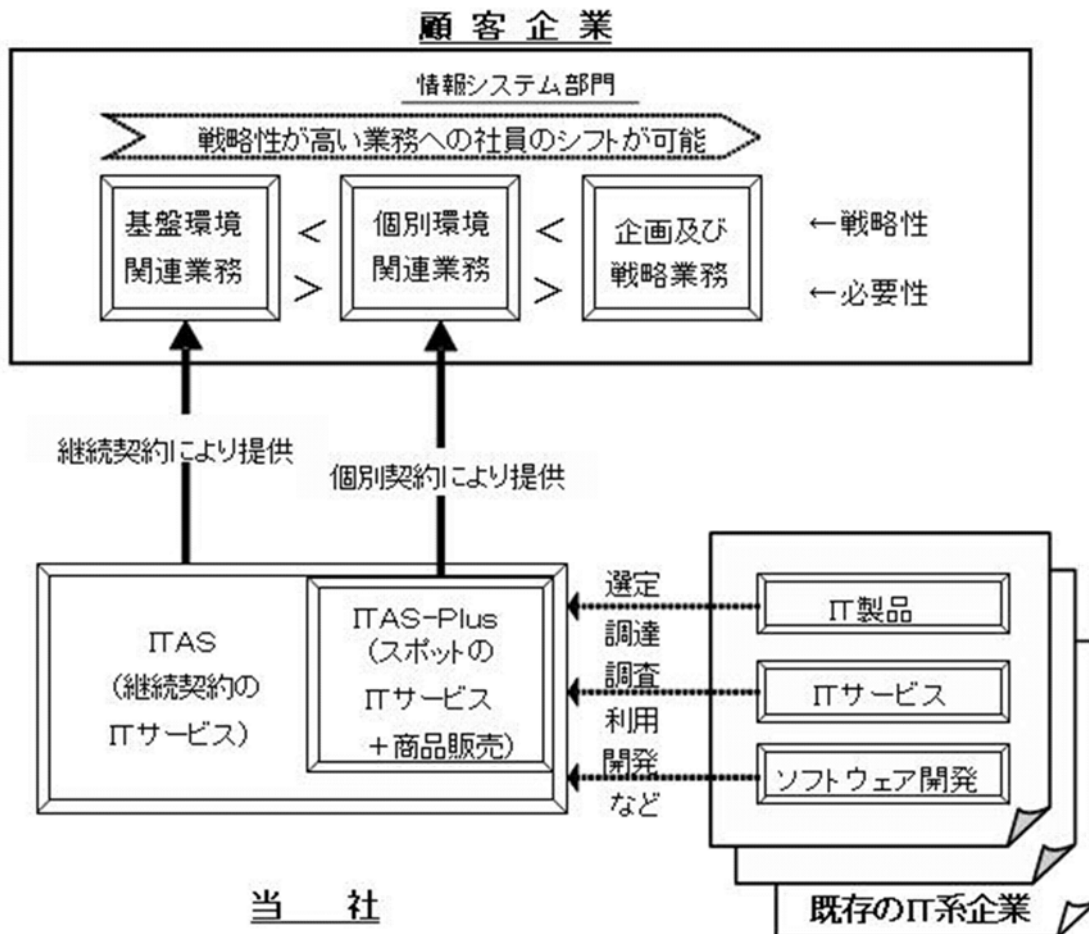 顧 客 企 業
情報システム部門
戦略性が高い業務への社員のシフトが可能
基盤環境
関連業務
<
>
個別環境
関連業務
<
>
企画及び
戦略業務
←戦略性
←必要性
継続契約により提供
個別契約により提供
ITAS
(継続契約の
ITサービス)
ITAS-Plus
(スポットの
ITサービス
+商品販売)
選定
調達
調査
利用
開発
など
IT製品
ITサービス
ソフトウェア開発
当 社
既存のIT系企業